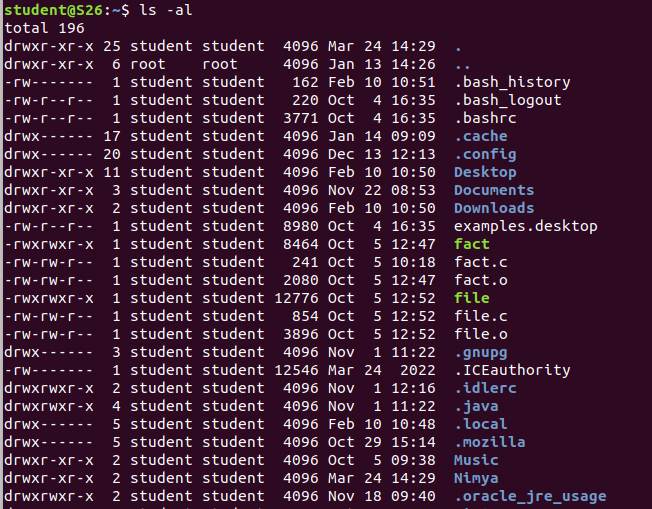 student@S26:~$ ls -al
total 196
drwxr-xr-x 25 student student  4096 Mar 24 14:29 .
drwxr-xr-x  6 root    root     4096 Jan 13 14:26 ..
-rw-------  1 student student   162 Feb 10 10:51 .bash_history
-rw-r--r--  1 student student   220 Oct  4 16:35 .bash_logout
-rw-r--r--  1 student student  3771 Oct  4 16:35 .bashrc
drwx------ 17 student student  4096 Jan 14 09:09 .cache
drwx------ 20 student student  4096 Dec 13 12:13 .config
drwxr-xr-x 11 student student  4096 Feb 10 10:50 Desktop
drwxr-xr-x  3 student student  4096 Nov 22 08:53 Documents
drwxr-xr-x  2 student student  4096 Feb 10 10:50 Downloads
-rw-r--r--  1 student student  8980 Oct  4 16:35 examples.desktop
-rwxrwxr-x  1 student student  8464 Oct  5 12:47 fact
-rw-rw-r--  1 student student   241 Oct  5 10:18 fact.c
-rw-rw-r--  1 student student  2080 Oct  5 12:47 fact.o
-rwxrwxr-x  1 student student 12776 Oct  5 12:52 file
-rw-rw-r--  1 student student   854 Oct  5 12:52 file.c
-rw-rw-r--  1 student student  3896 Oct  5 12:52 file.o
drwx------  3 student student  4096 Nov  1 11:22 .gnupg
-rw-------  1 student student 12546 Mar 24  2022 .ICEauthority
drwxrwxr-x  2 student student  4096 Nov  1 12:16 .idlerc
drwxrwxr-x  4 student student  4096 Nov  1 11:22 .java
drwx------  5 student student  4096 Feb 10 10:48 .local
drwx------  5 student student  4096 Oct 29 15:14 .mozilla
drwxr-xr-x  2 student student  4096 Oct  5 09:38 Music
drwxr-xr-x  2 student student  4096 Mar 24 14:29 Nimya
drwxrwxr-x  2 student student  4096 Nov 18 09:40 .oracle_jre_usage